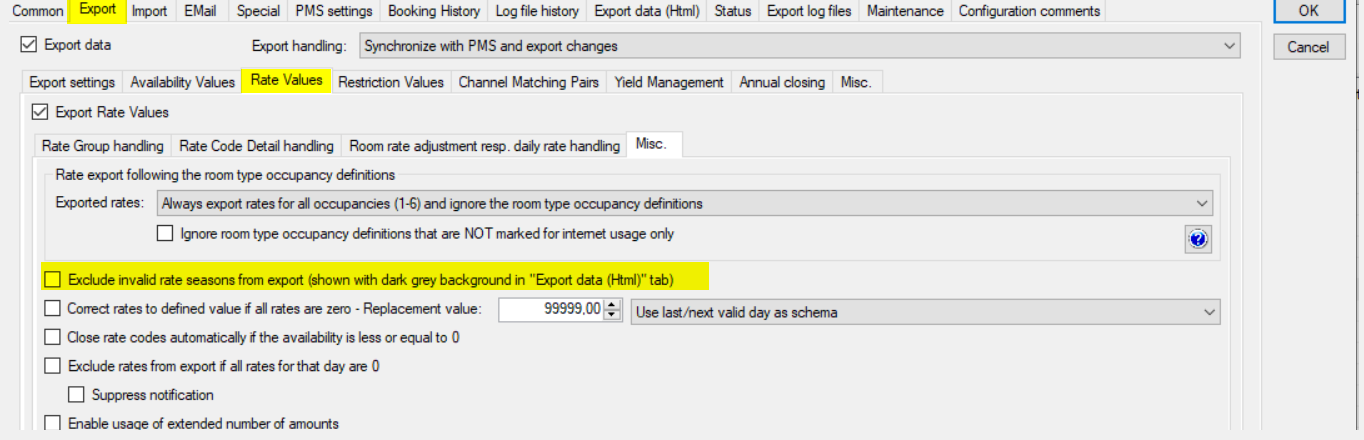 Common Export Import EMail Special PMS settings Booking History Log file history Export data (Html) Status Export log files Maintenance Configuration comments OK
Export data Export handling: Synchronize with PMS and export changes Cancel
Export settings Availability Values Rate Values Restriction Values Channel Matching Pairs Yield Management Annual closing Misc.
Export Rate Values
Rate Group handling Rate Code Detail handling Room rate adjustment resp. daily rate handling Misc.
Rate export following the room type occupancy definitions
Exported rates: Always export rates for all occupancies (1-6) and ignore the room type occupancy definitions
Ignore room type occupancy definitions that are NOT marked for internet usage only
Exclude invalid rate seasons from export (shown with dark grey background in "Export data (Html)" tab)
Correct rates to defined value if all rates are zero - Replacement value: 99999,00 Use last/next valid day as schema
Close rate codes automatically if the availability is less or equal to 0
Exclude rates from export if all rates for that day are 0
Suppress notification
Enable usage of extended number of amounts